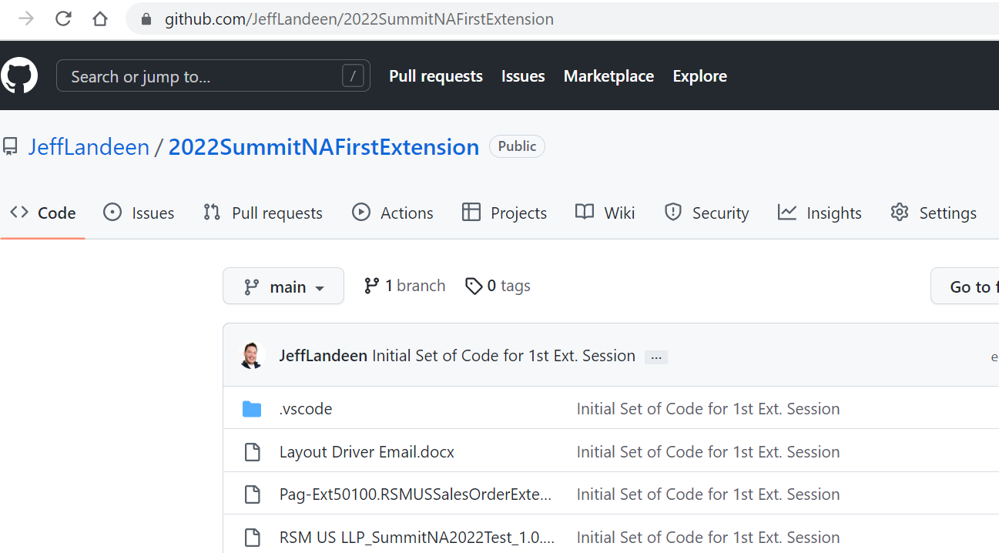 github.com/JeffLandeen/2022SummitNAFirstExtension
Search or jump to... /
Pull requests Issues Marketplace Explore
JeffLandeen / 2022SummitNAFirstExtension Public
Code Issues Pull requests Actions Projects Wiki Security Insights Settings
main 1 branch 0 tags Go to f
JeffLandeen Initial Set of Code for 1st Ext. Session ... e
.vscode Initial Set of Code for 1st Ext. Session
Layout Driver Email.docx Initial Set of Code for 1st Ext. Session
Pag-Ext50100.RSMUSSalesOrderExte... Initial Set of Code for 1st Ext. Session
RSM US LLP_SummitNA2022Test_1.0.... Initial Set of Code for 1st Ext. Session